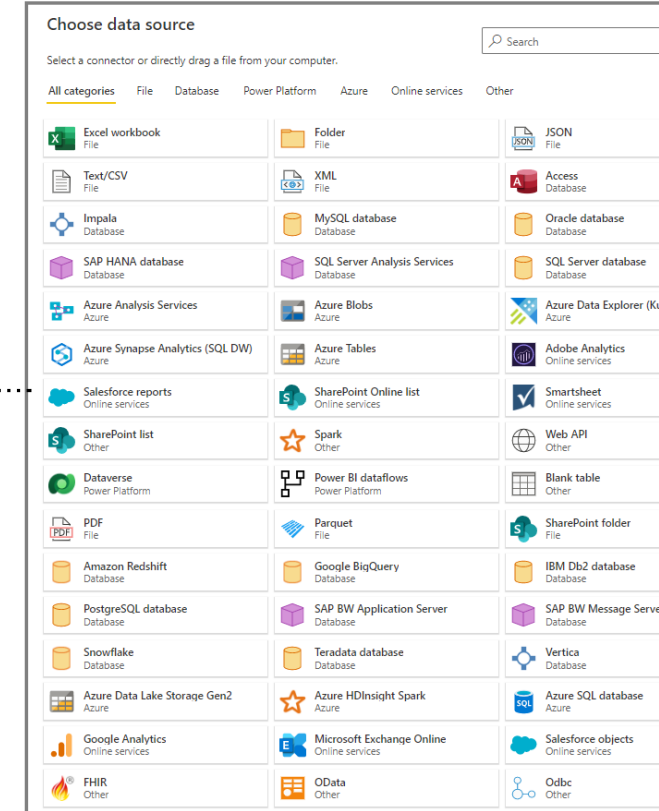 Choose data source
Search
Select a connector or directly drag a file from your computer.
All categories File Database Power Platform Azure Online services Other
Excel workbook Folder JSON
File File File
Text/CSV XML Access
File File Database
Impala MySQL database Oracle database
Database Database Database
SAP HANA database SQL Server Analysis Services SQL Server database
Database Database Database
Azure Analysis Services Azure Blobs Azure Data Explorer (Ku
Azure Azure Azure
Azure Synapse Analytics (SQL DW) Azure Tables Adobe Analytics
Azure Azure Online services
Salesforce reports SharePoint Online list Smartsheet
Online services Online services Online services
SharePoint list Spark Web API
Other Other Other
Dataverse Power BI dataflows Blank table
Power Platform Power Platform Other
PDF Parquet SharePoint folder
File File File
Amazon Redshift Google BigQuery IBM Db2 database
Database Database Database
PostgreSQL database SAP BW Application Server SAP BW Message Serve
Database Database Database
Snowflake Teradata database Vertica
Database Database Database
Azure Data Lake Storage Gen2 Azure HDInsight Spark Azure SQL database
Azure Azure Azure
Google Analytics Microsoft Exchange Online Salesforce objects
Online services Online services Online services
FHIR OData Odbc
Other Other Other